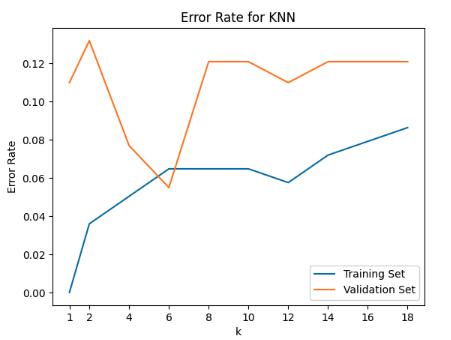 Error Rate for KNN
Error Rate
0.12
0.10
0.08
0.06
0.04
0.02
0.00
1 2 4 6 8 10 12 14 16 18
k
Training Set
Validation Set